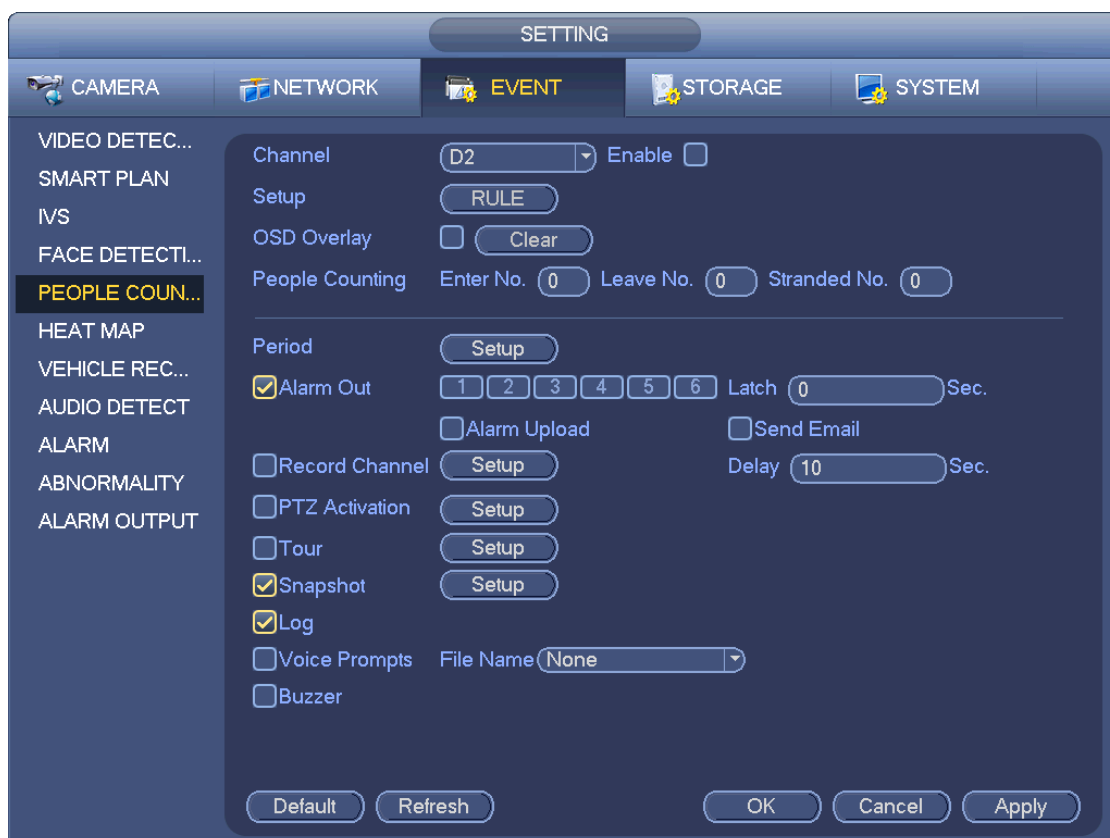 SETTING
CAMERA NETWORK EVENT STORAGE SYSTEM
VIDEO DETEC...
SMART PLAN
IVS
FACE DETECTI...
PEOPLE COUN...
HEAT MAP
VEHICLE REC...
AUDIO DETECT
ALARM
ABNORMALITY
ALARM OUTPUT
Channel D2 Enable
Setup RULE
OSD Overlay Clear
People Counting Enter No. 0 Leave No. 0 Stranded No. 0
Period Setup
Alarm Out 1 2 3 4 5 6 Latch 0 Sec.
Alarm Upload Send Email
Record Channel Setup Delay 10 Sec.
PTZ Activation Setup
Tour Setup
Snapshot Setup
Log
Voice Prompts File Name None
Buzzer
Default Refresh OK Cancel Apply